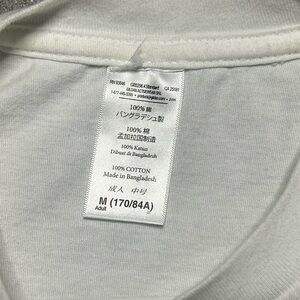 100% 綿
バングラデシュ製
100% 棉
孟加拉国制造
100% Katun
Dibuat di Bangladesh
100% COTTON
Made in Bangladesh
成人 中号
M (170/84A)
Adult